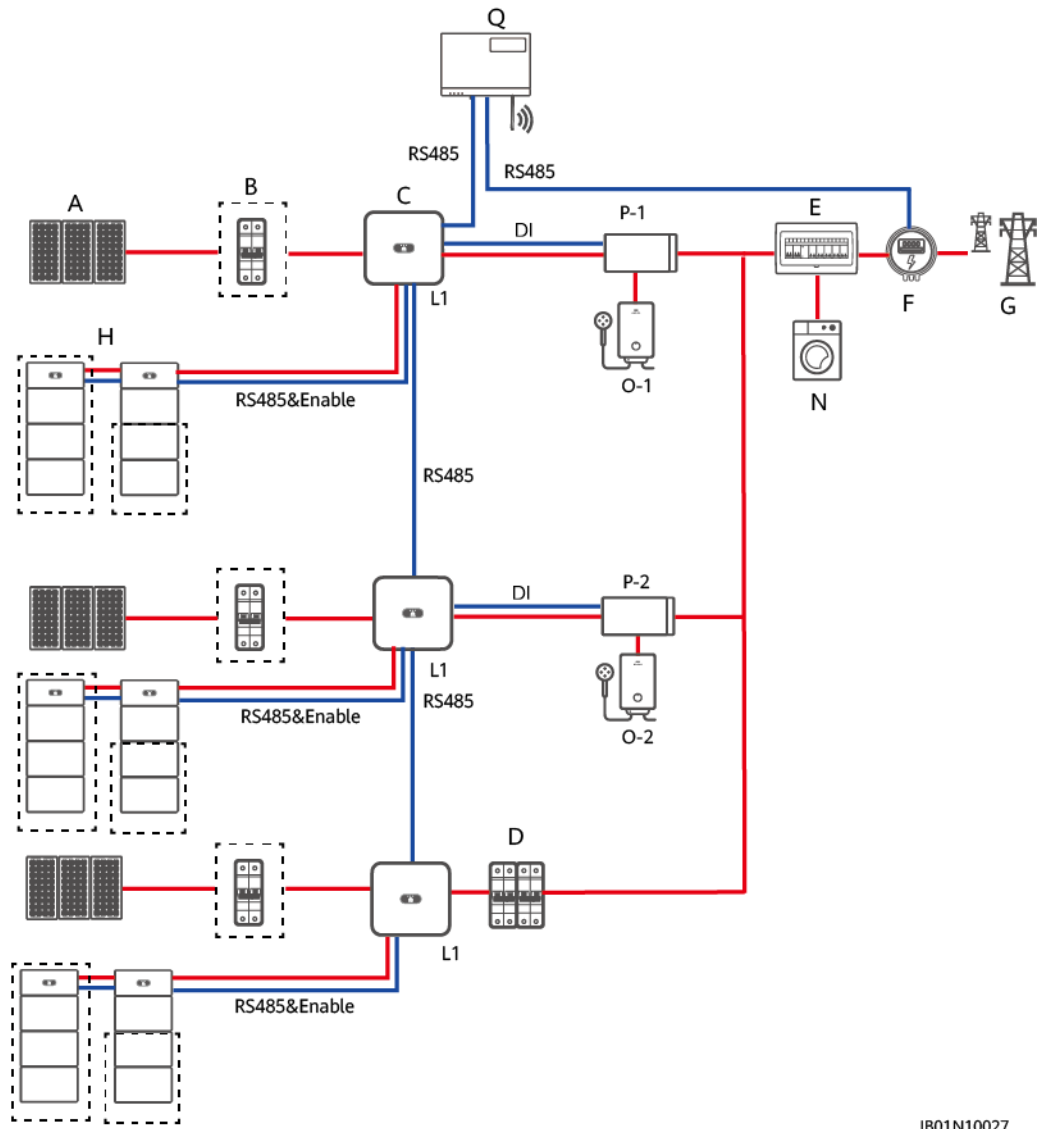 Q
RS485
RS485
A
B
C
P-1
E
DI
L1
F
G
H
O-1
N
RS485&Enable
RS485
P-2
DI
L1
RS485
RS485&Enable
O-2
D
L1
RS485&Enable
IB01N10027